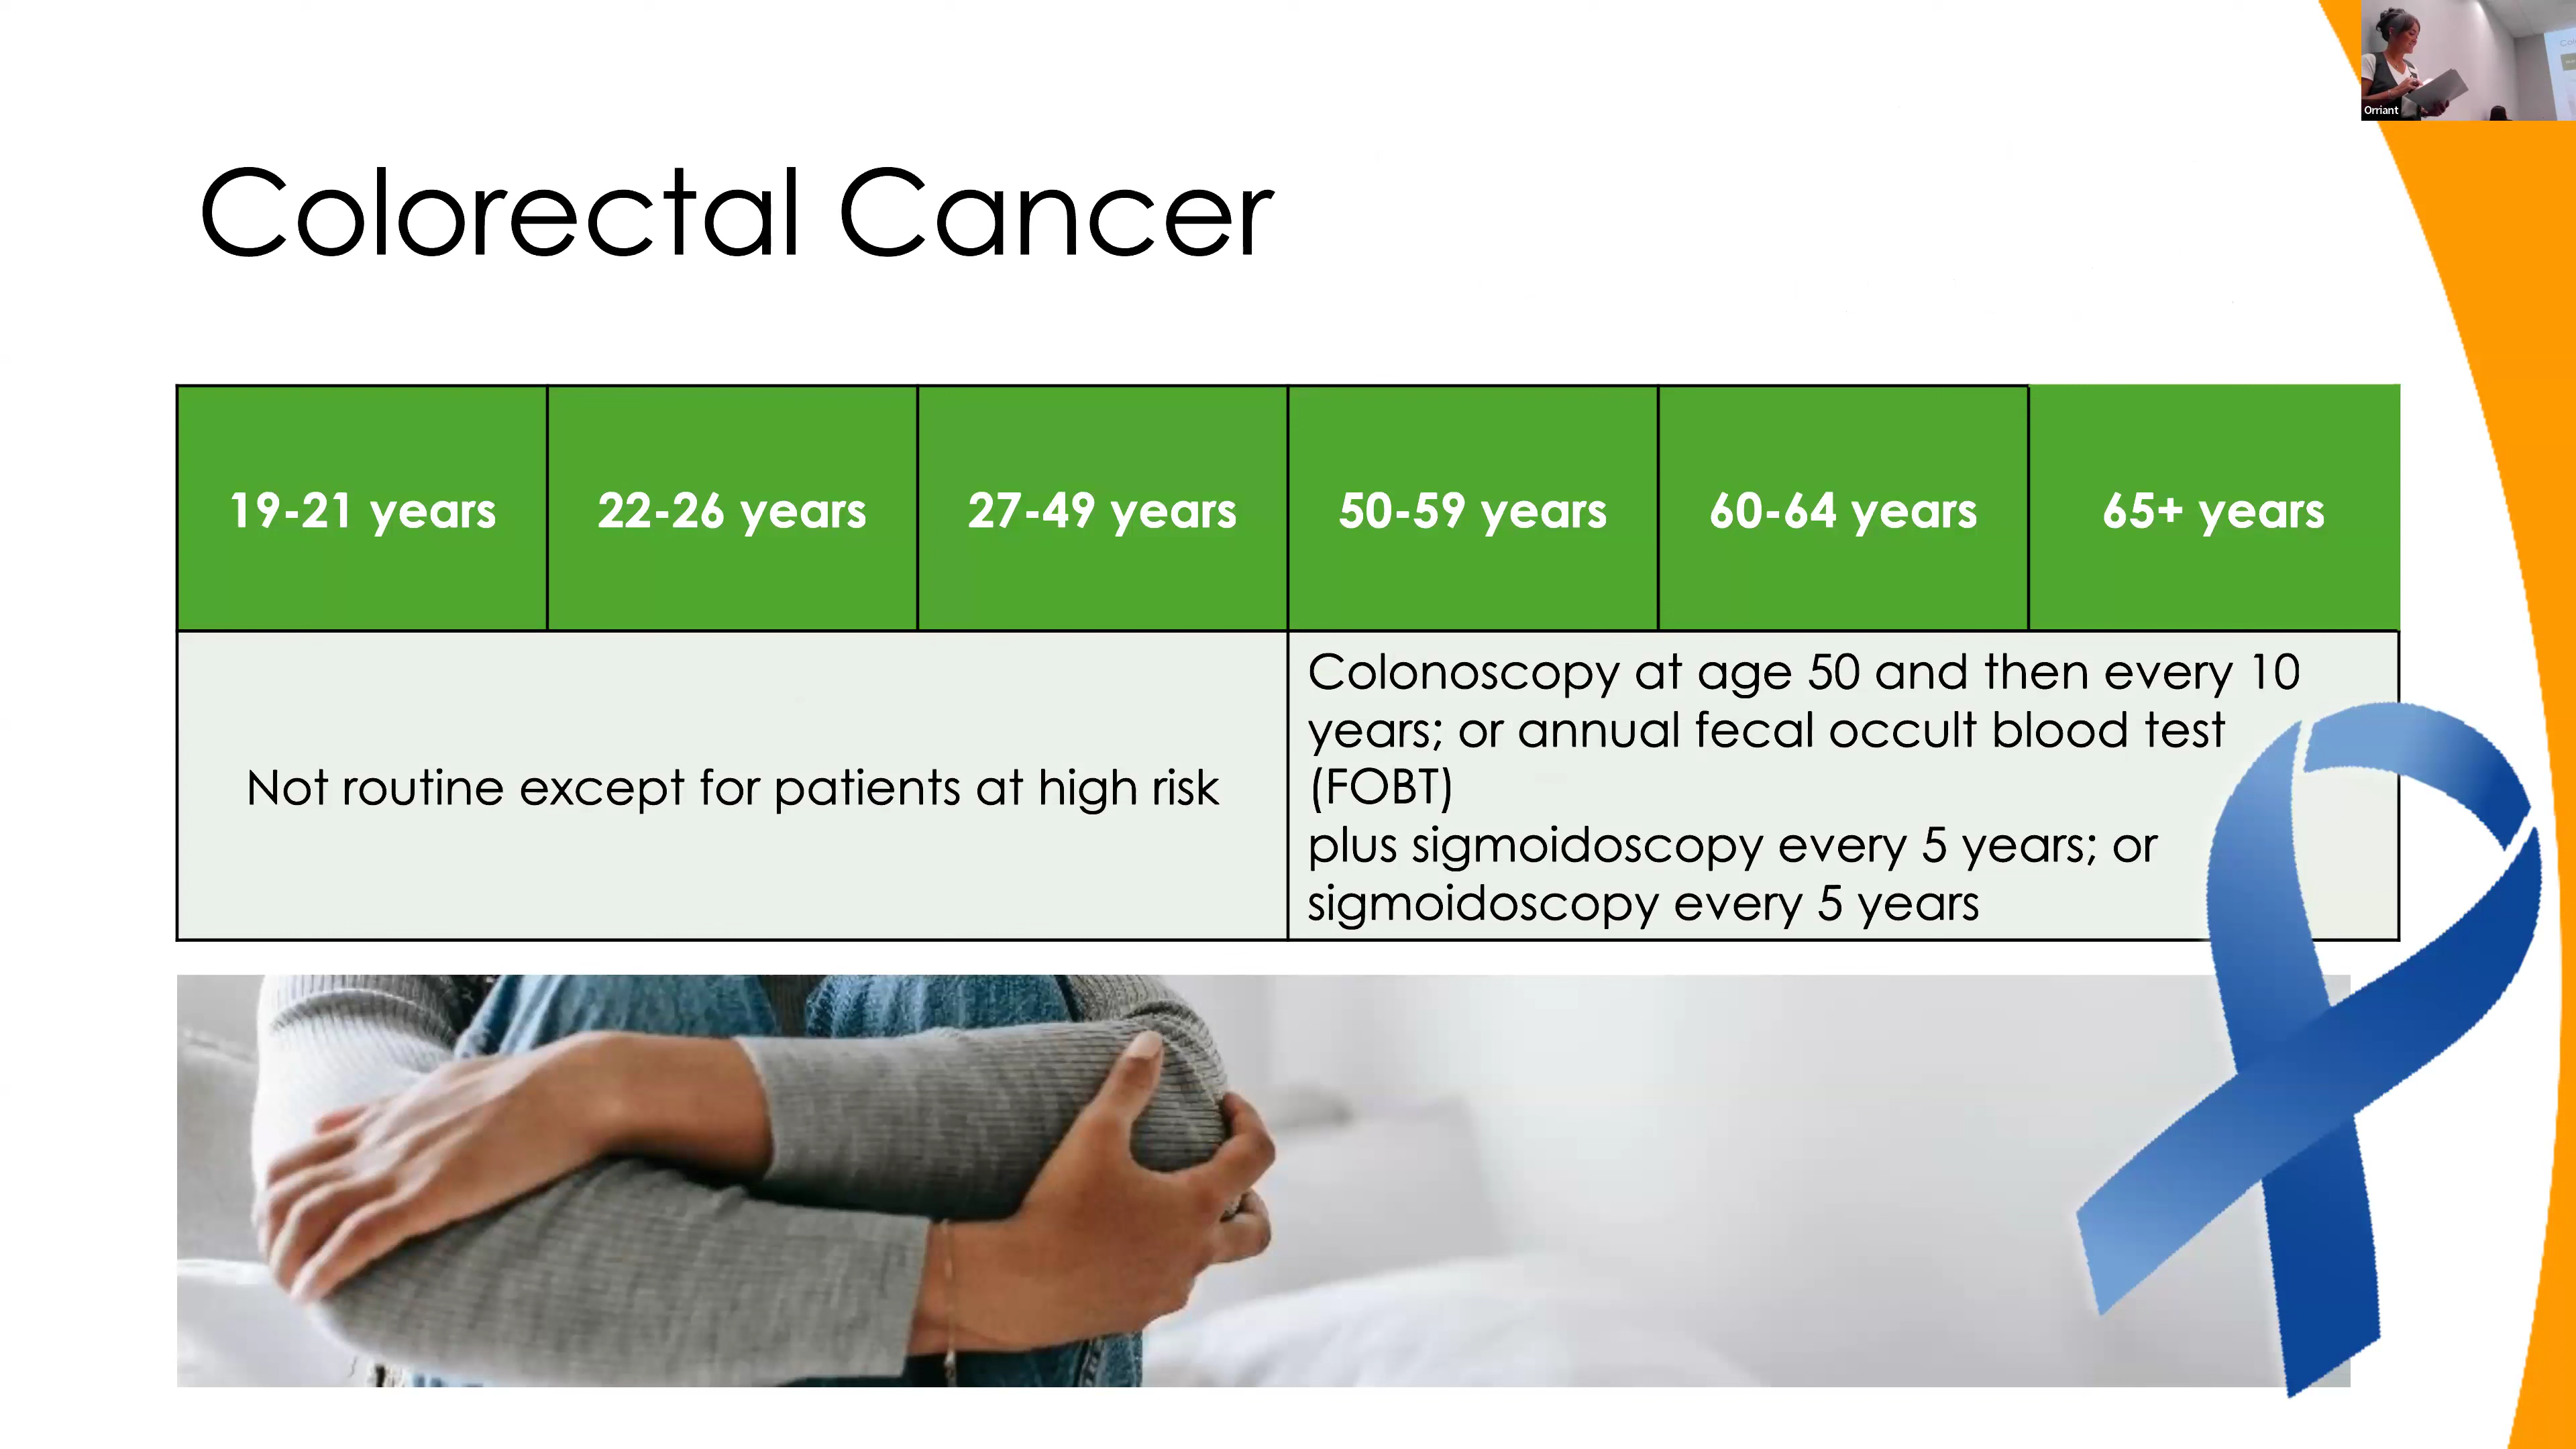 Orriant
Colorectal Cancer
19-21 years
22-26 years
27-49 years
50-59 years
60-64 years
65+ years
Not routine except for patients at high risk
Colonoscopy at age 50 and then every 10
years; or annual fecal occult blood test
(FOBT)
plus sigmoidoscopy every 5 years; or
sigmoidoscopy every 5 years